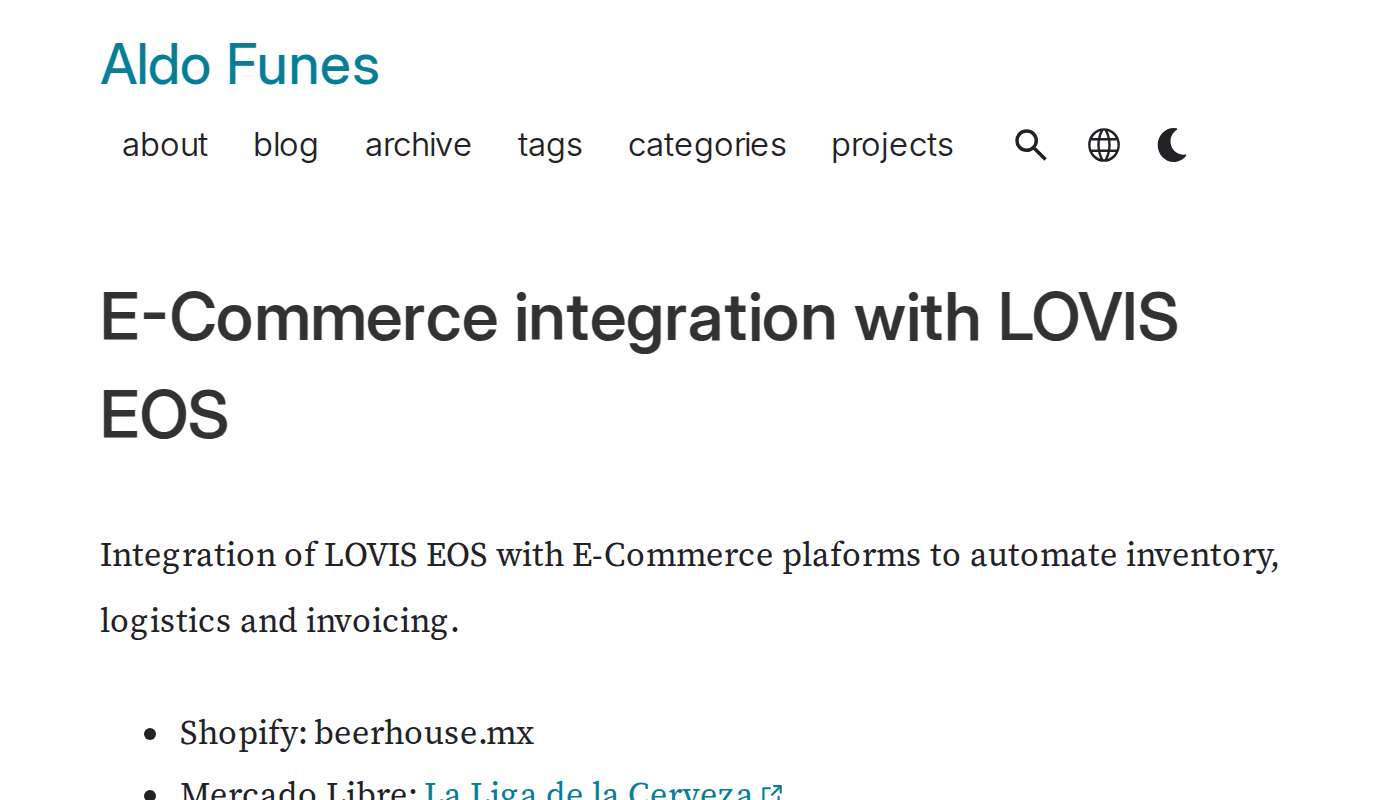 Aldo Funes
about blog archive tags categories projects
E-Commerce integration with LOVIS
EOS
Integration of LOVIS EOS with E-Commerce plaforms to automate inventory,
logistics and invoicing.
Shopify: beerhouse.mx
Mercado Libre: La Liga de la Cerveza